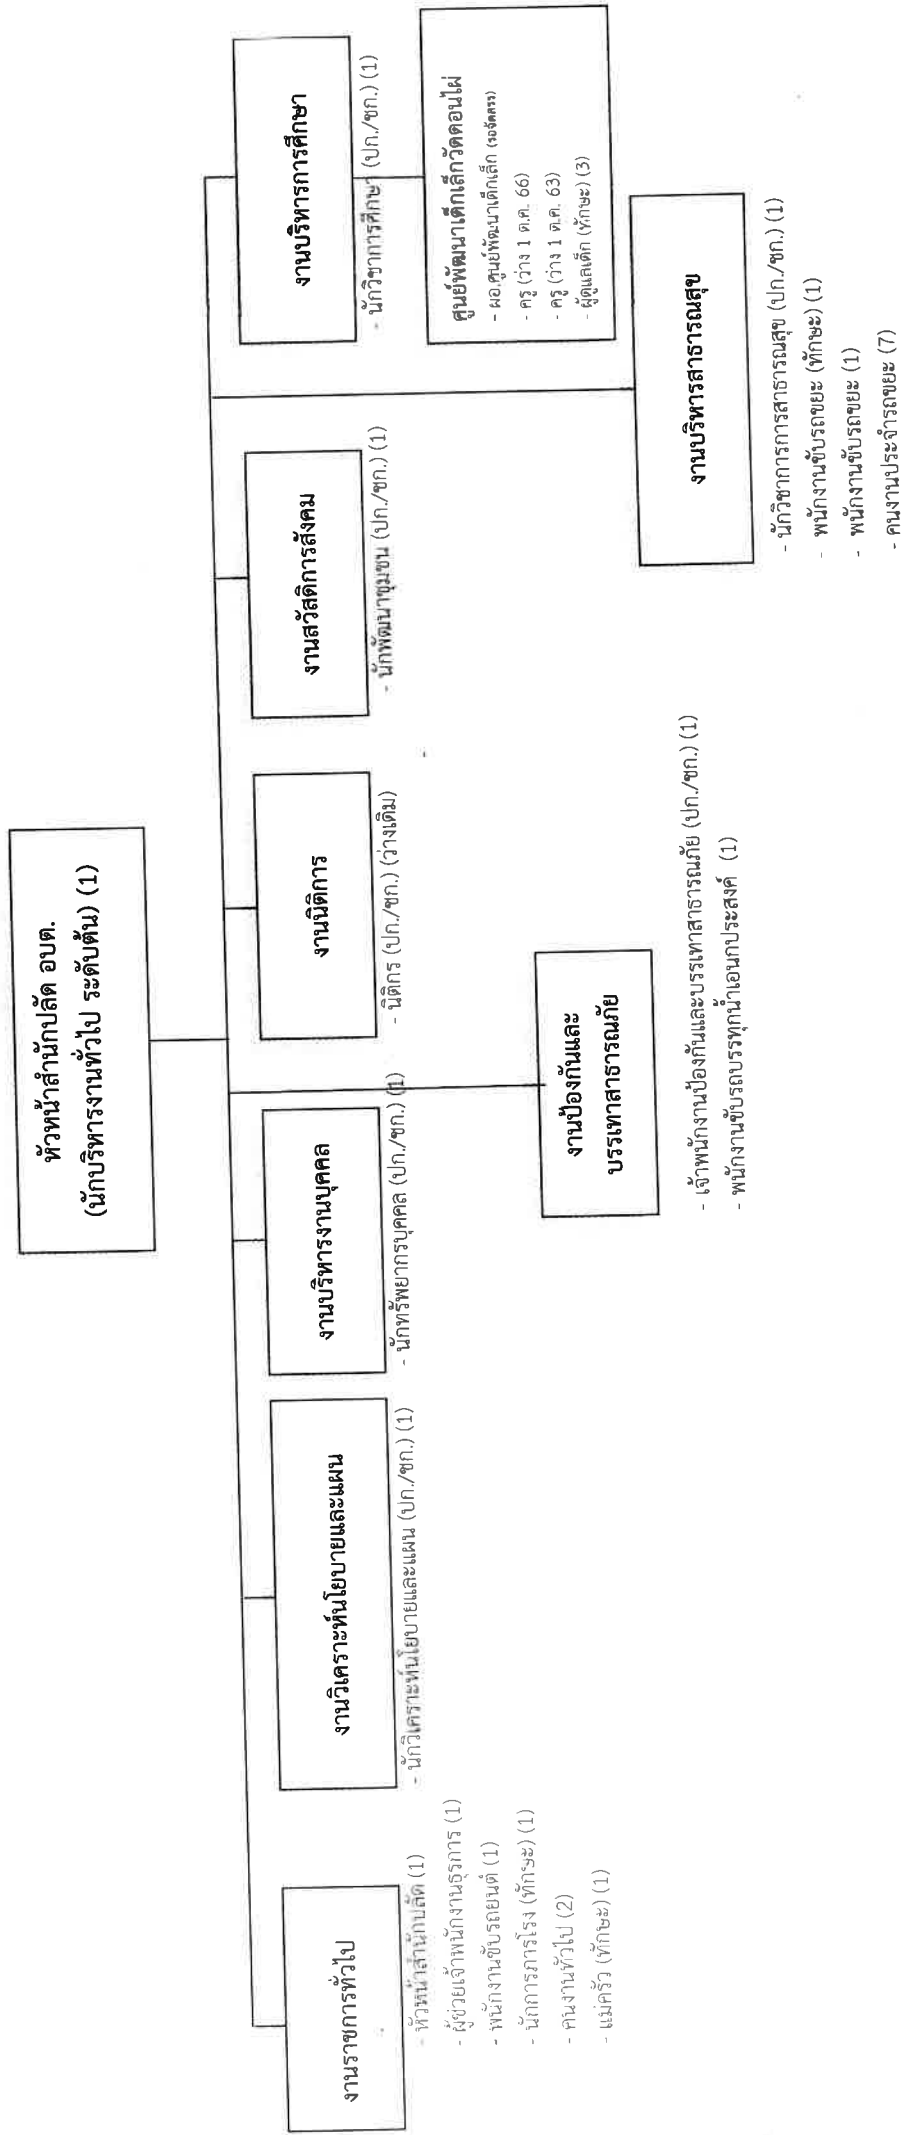 หัวหน้าสำนักปลัด อบต.
(นักบริหารงานทั่วไป ระดับต้น) (1)
งานราชการทั่วไป
- หัวหน้าสำนักปลัด (1)
- ผู้ช่วยเจ้าพนักงานธุรการ (1)
- พนักงานขับรถยนต์ (1)
- นักการภารโรง (ทักษะ) (1)
- คนงานทั่วไป (2)
- แม่ครัว (ทักษะ) (1)
งานวิเคราะห์นโยบายและแผน
- นักวิเคราะห์นโยบายและแผน (ปก./ชก.) (1)
งานบริหารงานบุคคล
- นักทรัพยากรบุคคล (ปก./ชก.) (1)
งานนิติการ
- นิติกร (ปก./ชก.) (ว่างเดิม)
งานสวัสดิการสังคม
- นักพัฒนาชุมชน (ปก./ชก.) (1)
งานบริหารการศึกษา
- นักวิชาการศึกษา (ปก./ชก.) (1)
ศูนย์พัฒนาเด็กเล็กวัดดอนไผ่
- ผอ.ศูนย์พัฒนาเด็กเล็ก (รอจัดสรร)
- ครู (ว่าง 1 ต.ค. 66)
- ครู (ว่าง 1 ต.ค. 63)
- ผู้ดูแลเด็ก (ทักษะ) (3)
งานป้องกันและ
บรรเทาสาธารณภัย
- เจ้าพนักงานป้องกันและบรรเทาสาธารณภัย (ปก./ชก.) (1)
- พนักงานขับรถบรรทุกน้ำเอนกประสงค์ (1)
งานบริหารสาธารณสุข
- นักวิชาการการสาธารณสุข (ปก./ชก.) (1)
- พนักงานขับรถขยะ (ทักษะ) (1)
- พนักงานขับรถขยะ (1)
- คนงานประจำรถขยะ (7)